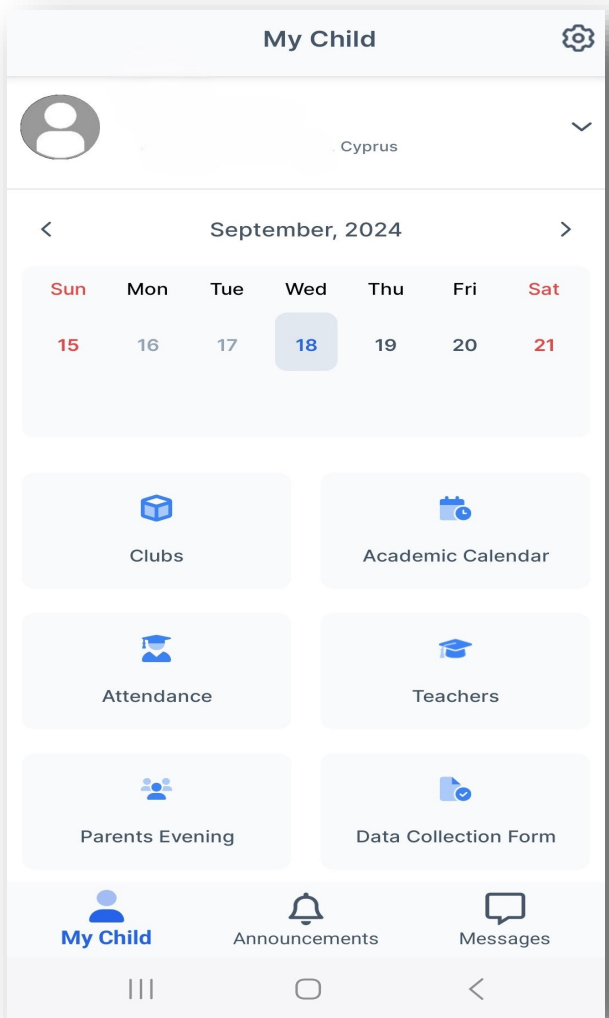 My Child
Cyprus
September, 2024
Sun Mon Tue Wed Thu Fri Sat
15 16 17 18 19 20 21
Clubs
Academic Calendar
Attendance
Teachers
Parents Evening
Data Collection Form
My Child
Announcements
Messages